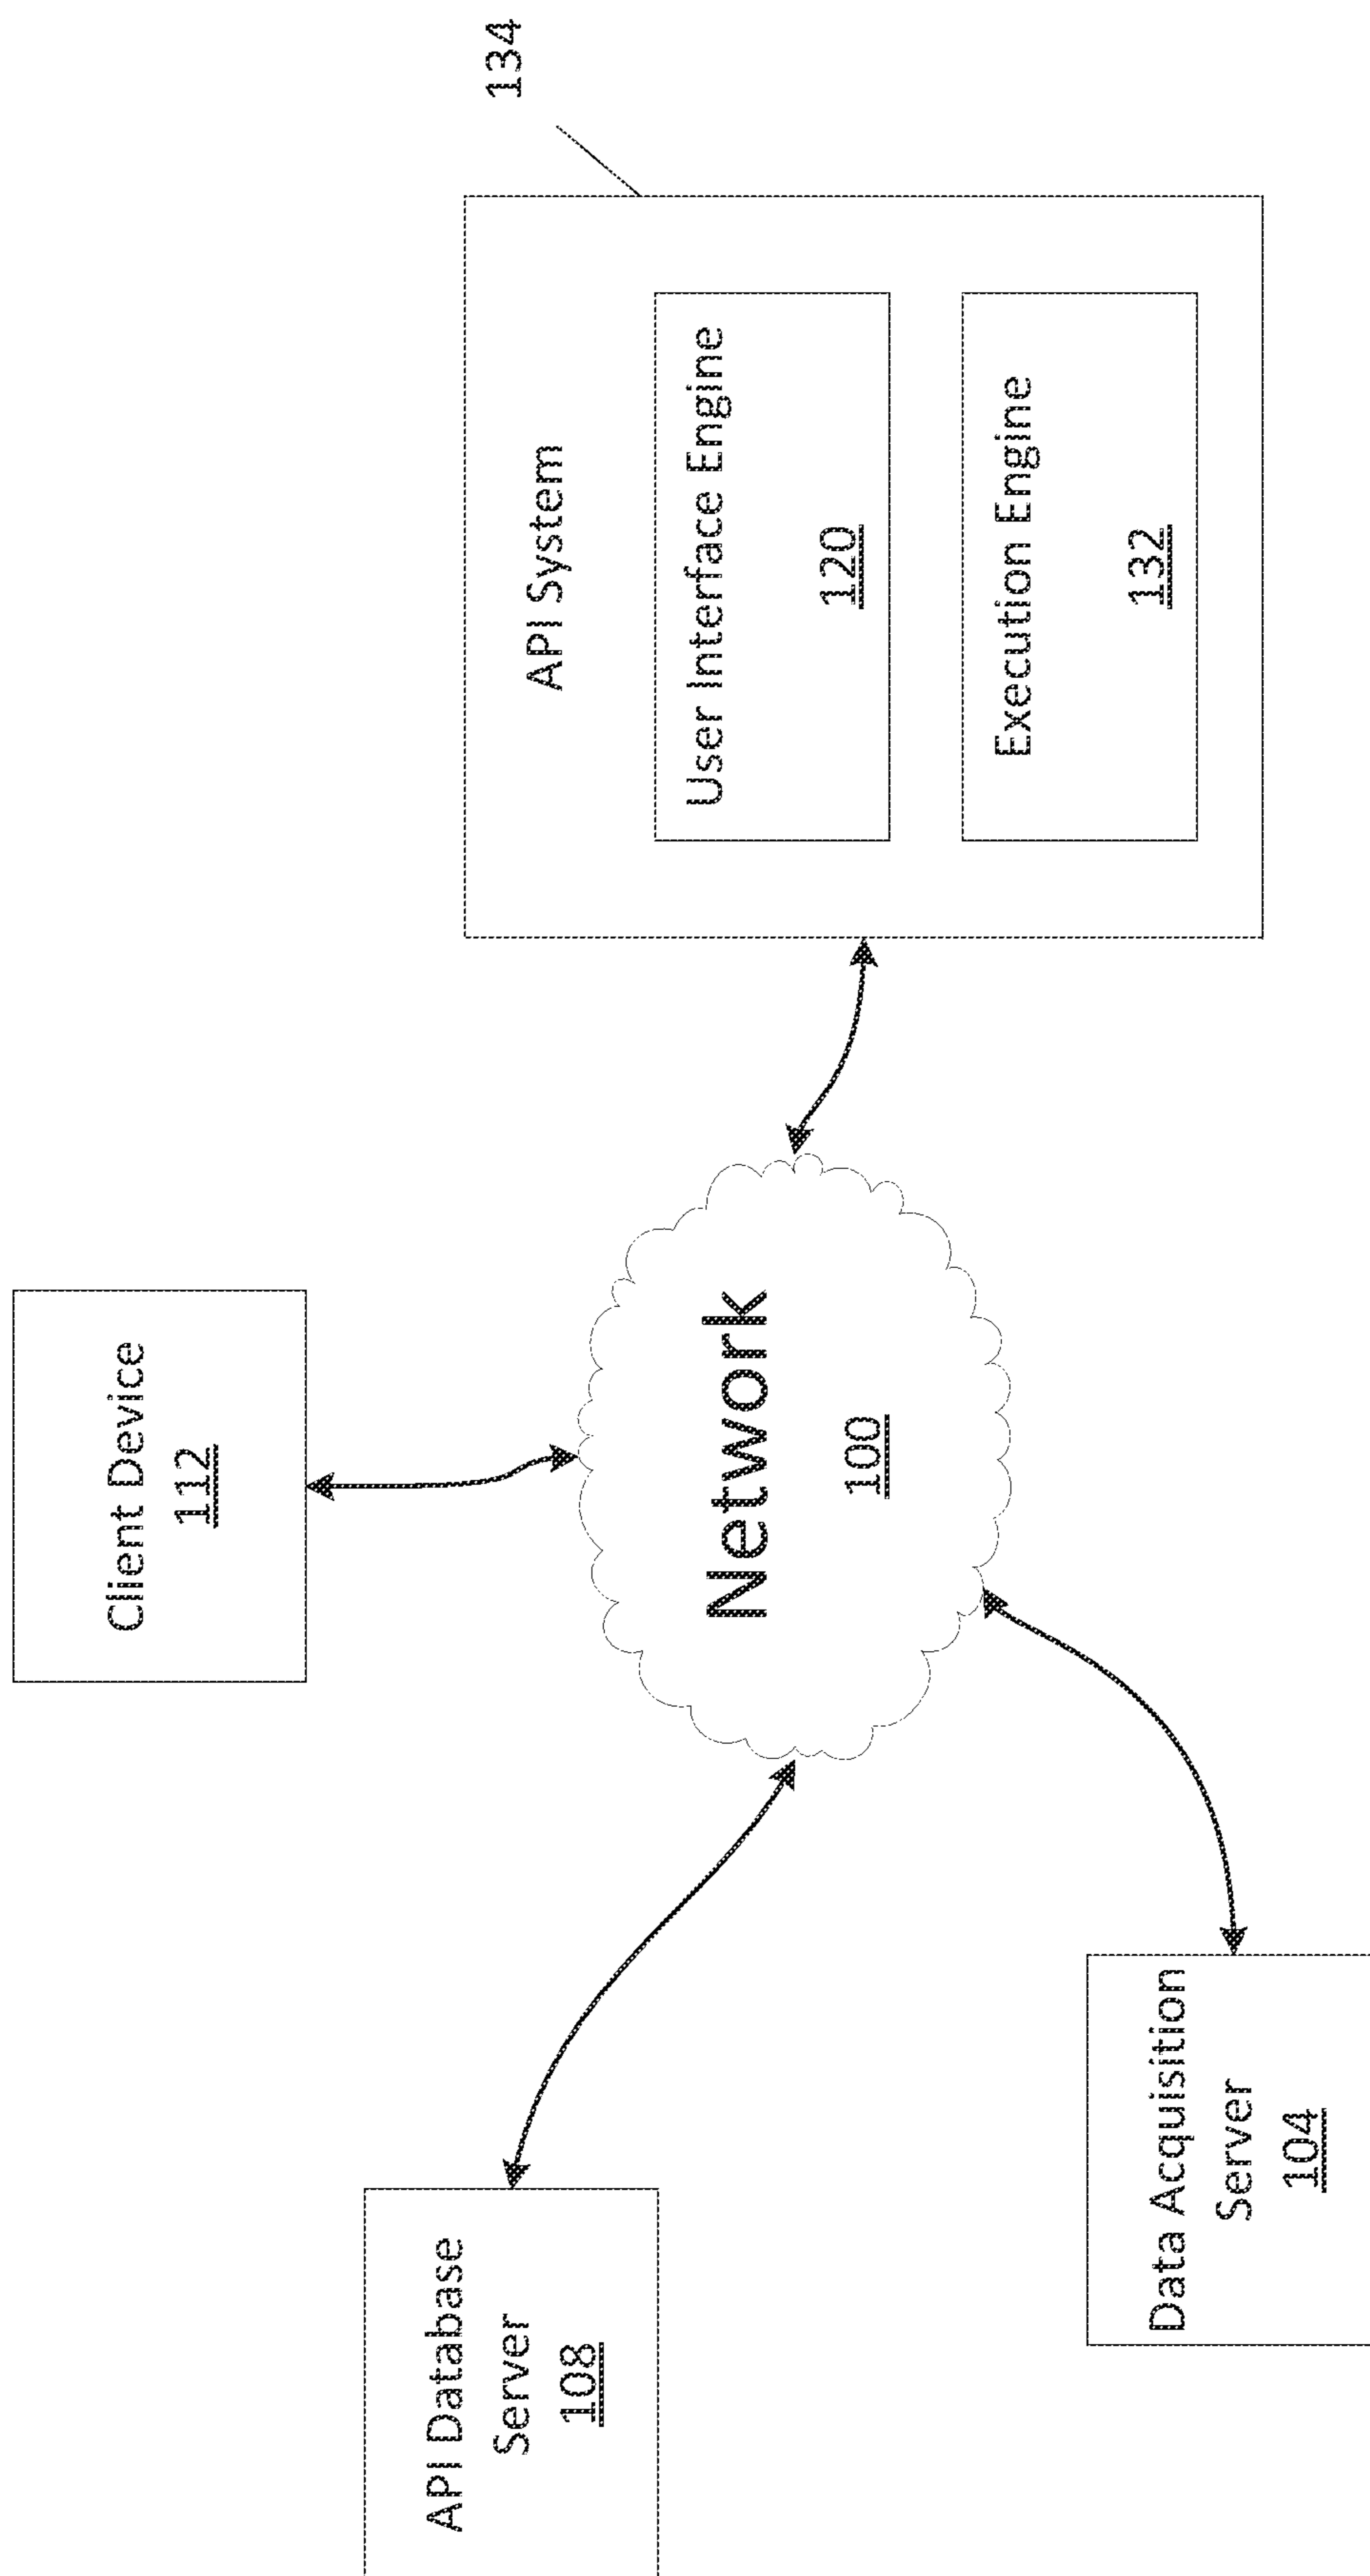 Client Device
112
API Database
Server
108
Network
100
134
API System
User Interface Engine
120
Execution Engine
132
Data Acquisition
Server
104